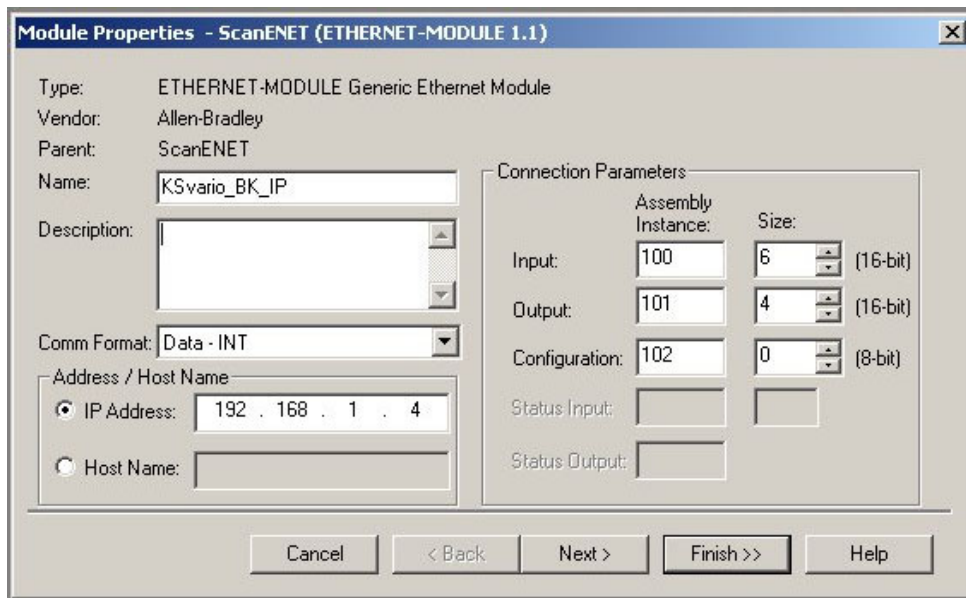 Module Properties - ScanENET (ETHERNET-MODULE 1.1)
Type: ETHERNET-MODULE Generic Ethernet Module
Vendor: Allen-Bradley
Parent: ScanENET
Name: KSvario_BK_IP
Description:
Comm Format: Data - INT
Address / Host Name
IP Address: 192 . 168 . 1 . 4
Host Name:
Connection Parameters
Assembly Instance: Size:
Input: 100 6 (16-bit)
Output: 101 4 (16-bit)
Configuration: 102 0 (8-bit)
Status Input:
Status Output:
Cancel < Back Next > Finish >> Help